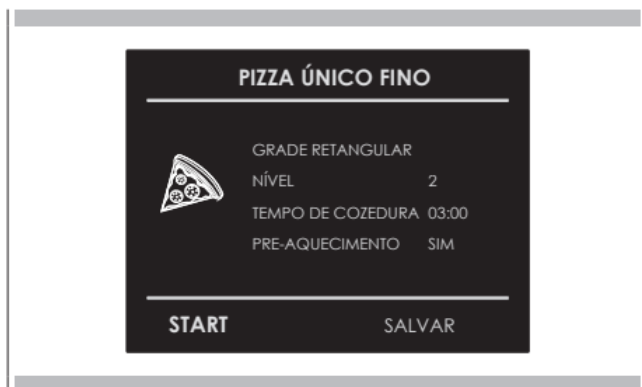 PIZZA ÚNICO FINO
GRADE RETANGULAR
NÍVEL 2
TEMPO DE COZEDURA 03:00
PRE-AQUECIMENTO SIM
START SALVAR